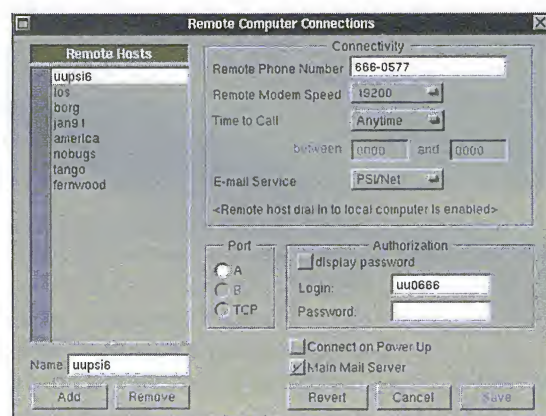 Remote Computer Connections
Remote Hosts
uupsi6
los
borg
jan91
america
nobugs
tango
fernwood
Name uupsi6
Add
Remove
Connectivity
Remote Phone Number 666-0577
Remote Modem Speed 19200
Time to Call Anytime
between 0000 and 0000
E-mail Service PSI/Net
<Remote host dial in to local computer is enabled>
Port
A
B
TCP
Authorization
display password
Login: uu0666
Password:
Connect on Power Up
Main Mail Server
Revert
Cancel
Save